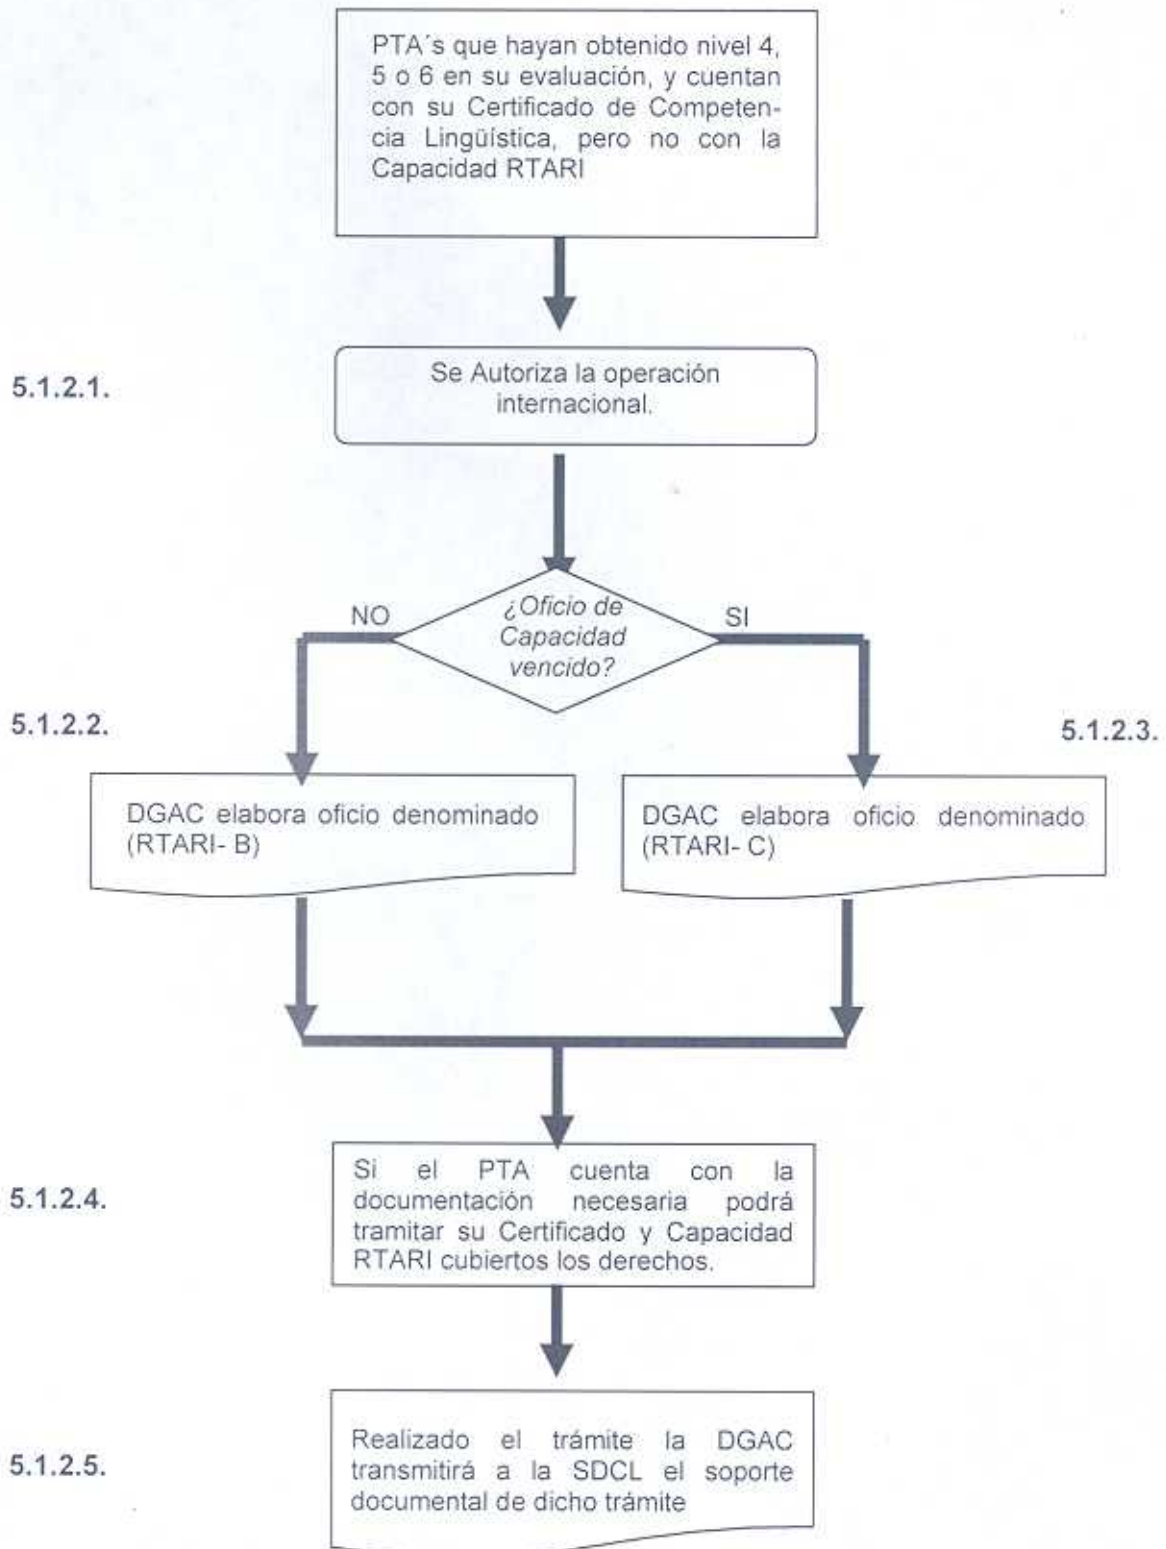 PTA´s que hayan obtenido nivel 4,
5 o 6 en su evaluación, y cuentan
con su Certificado de Competen-
cia Lingüística, pero no con la
Capacidad RTARI
5.1.2.1.
Se Autoriza la operación
internacional.
NO
¿Oficio de
Capacidad
vencido?
SI
5.1.2.2.
5.1.2.3.
DGAC elabora oficio denominado
(RTARI- B)
DGAC elabora oficio denominado
(RTARI- C)
5.1.2.4.
Si el PTA cuenta con la
documentación necesaria podrá
tramitar su Certificado y Capacidad
RTARI cubiertos los derechos.
5.1.2.5.
Realizado el trámite la DGAC
transmitirá a la SDCL el soporte
documental de dicho trámite